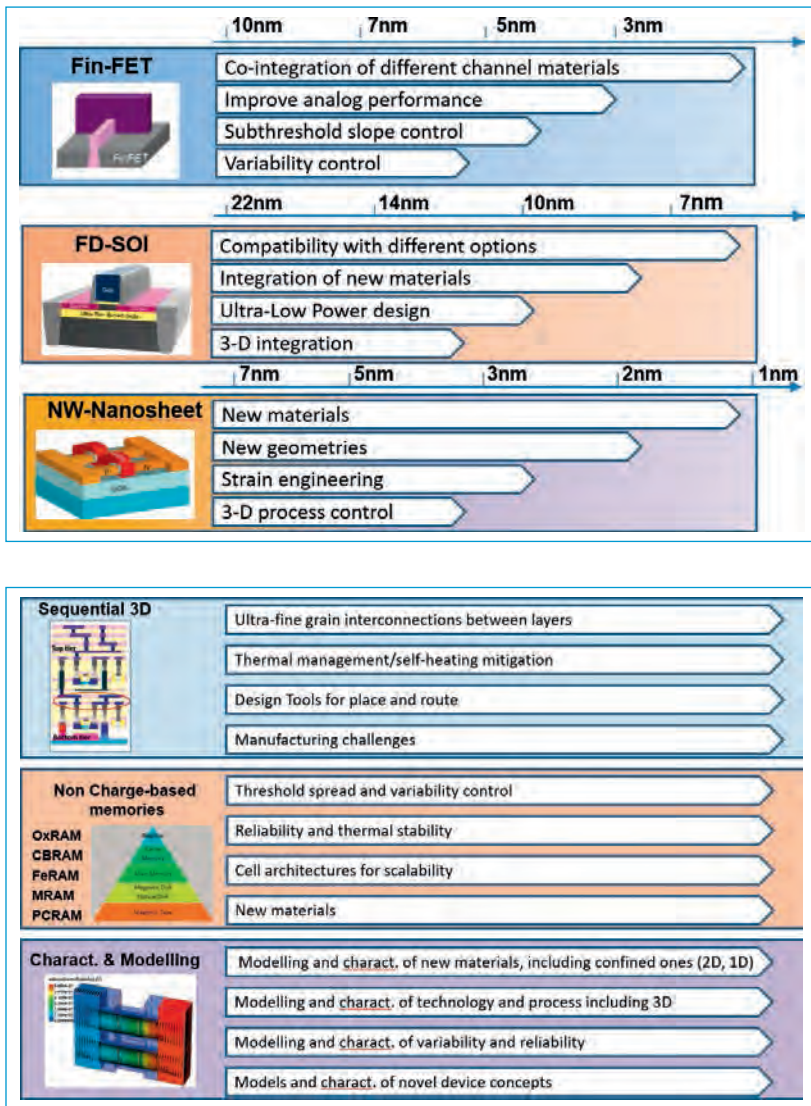 10nm 7nm 5nm 3nm
Fin-FET
Co-integration of different channel materials
Improve analog performance
Subthreshold slope control
Variability control
22nm 14nm 10nm 7nm
FD-SOI
Compatibility with different options
Integration of new materials
Ultra-Low Power design
3-D integration
7nm 5nm 3nm 2nm 1nm
NW-Nanosheet
New materials
New geometries
Strain engineering
3-D process control
Sequential 3D
Ultra-fine grain interconnections between layers
Thermal management/self-heating mitigation
Design Tools for place and route
Manufacturing challenges
Non Charge-based
memories
OxRAM
CBRAM
FeRAM
MRAM
PCRAM
Threshold spread and variability control
Reliability and thermal stability
Cell architectures for scalability
New materials
Charact. & Modelling
Modelling and charact. of new materials, including confined ones (2D, 1D)
Modelling and charact. of technology and process including 3D
Modelling and charact. of variability and reliability
Models and charact. of novel device concepts